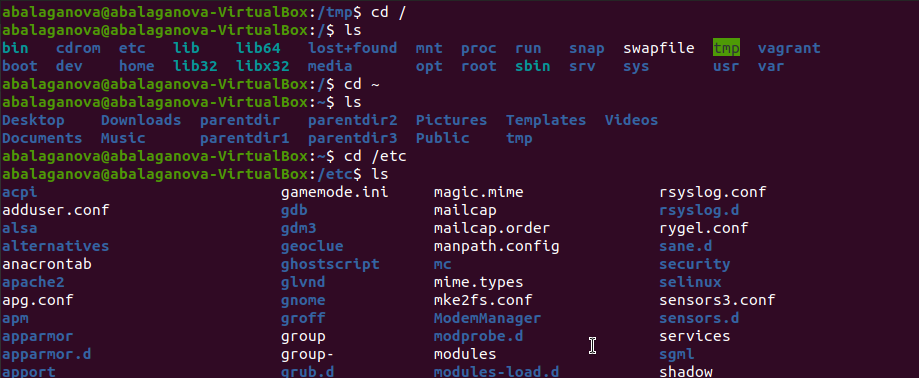 abalaganova@abalaganova-VirtualBox:/tmp$ cd /
abalaganova@abalaganova-VirtualBox:/$ ls
bin cdrom etc lib lib64 lost+found mnt proc run snap swapfile tmp vagrant
boot dev home lib32 libx32 media opt root sbin srv sys usr var
abalaganova@abalaganova-VirtualBox:/$ cd ~
abalaganova@abalaganova-VirtualBox:~$ ls
Desktop Downloads parentdir parentdir2 Pictures Templates Videos
Documents Music parentdir1 parentdir3 Public tmp
abalaganova@abalaganova-VirtualBox:~$ cd /etc
abalaganova@abalaganova-VirtualBox:/etc$ ls
acpi gamemode.ini magic.mime rsyslog.conf
adduser.conf gdb mailcap rsyslog.d
alsa gdm3 mailcap.order rygel.conf
alternatives geoclue manpath.config sane.d
anacrontab ghostscript mc security
apache2 glvnd mime.types selinux
apg.conf gnome mke2fs.conf sensors3.conf
apm groff ModemManager sensors.d
apparmor group modprobe.d services
apparmor.d group- modules sgml
apport grub.d modules-load.d shadow